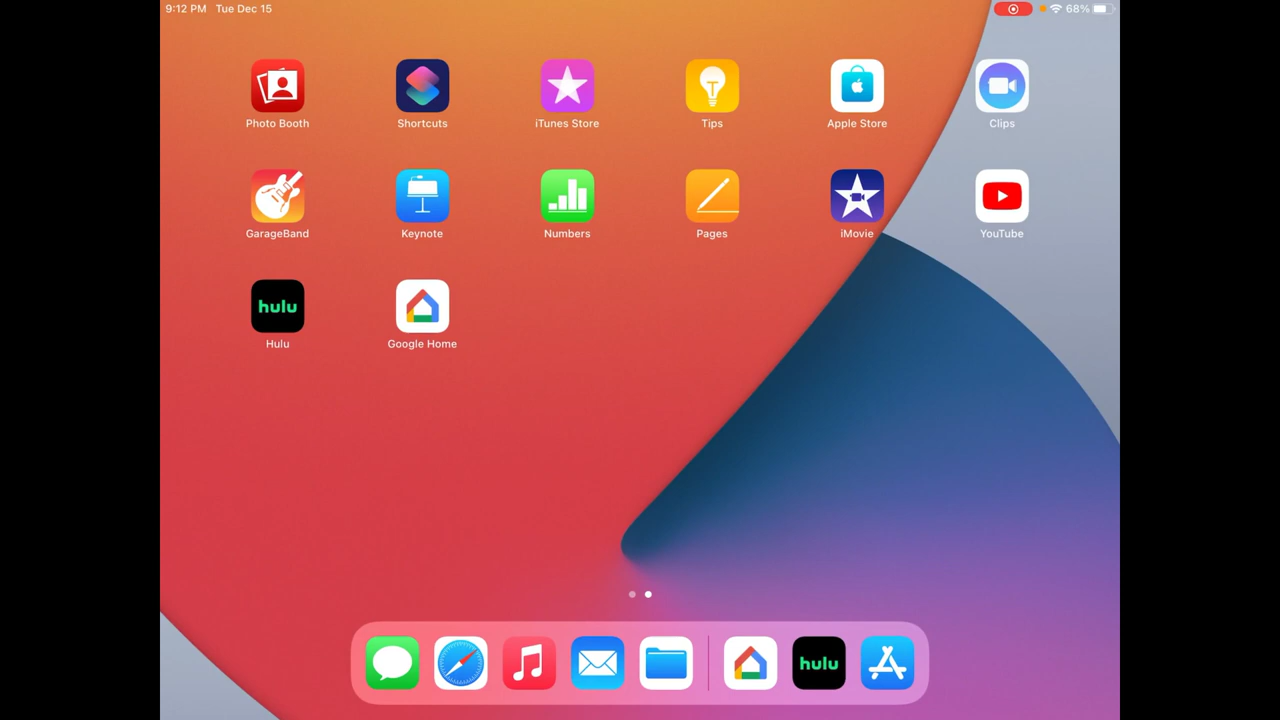 9:12 PM Tue Dec 15 68%
Photo Booth Shortcuts iTunes Store Tips Apple Store Clips
GarageBand Keynote Numbers Pages iMovie YouTube
hulu
Hulu Google Home
hulu